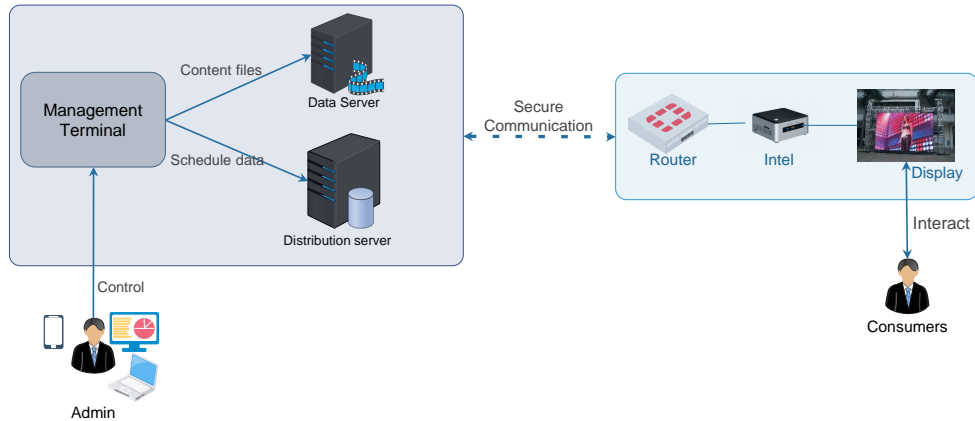 Content files
Data Server
Management
Terminal
Schedule data
Distribution server
Secure
Communication
Router
Intel
Display
Interact
Control
Consumers
Admin